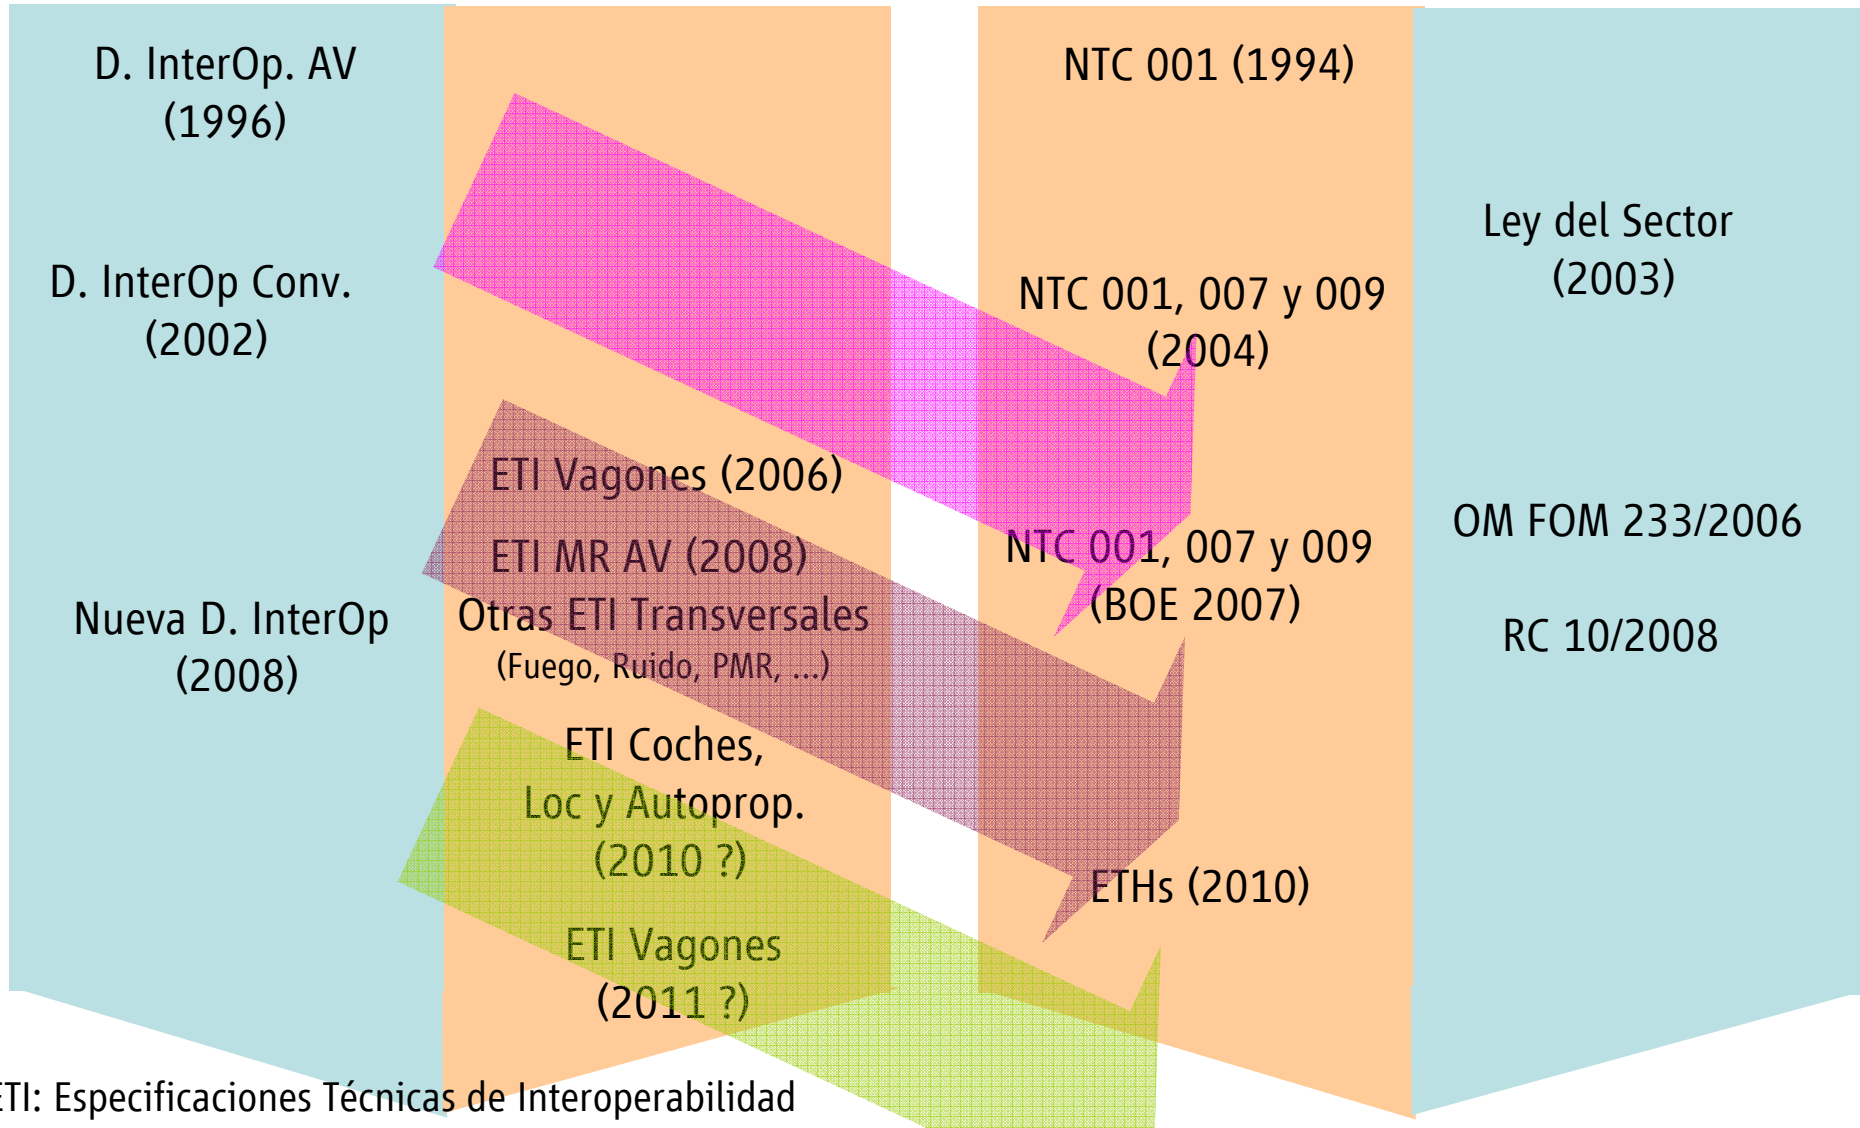 D. InterOp. AV
(1996)
D. InterOp Conv.
(2002)
Nueva D. InterOp
(2008)
ETI Vagones (2006)
ETI MR AV (2008)
Otras ETI Transversales
(Fuego, Ruido, PMR, ...)
ETI Coches,
Loc y Autoprop.
(2010 ?)
ETI Vagones
(2011 ?)
NTC 001 (1994)
NTC 001, 007 y 009
(2004)
NTC 001, 007 y 009
(BOE 2007)
ETHs (2010)
Ley del Sector
(2003)
OM FOM 233/2006
RC 10/2008
ETI: Especificaciones Técnicas de Interoperabilidad